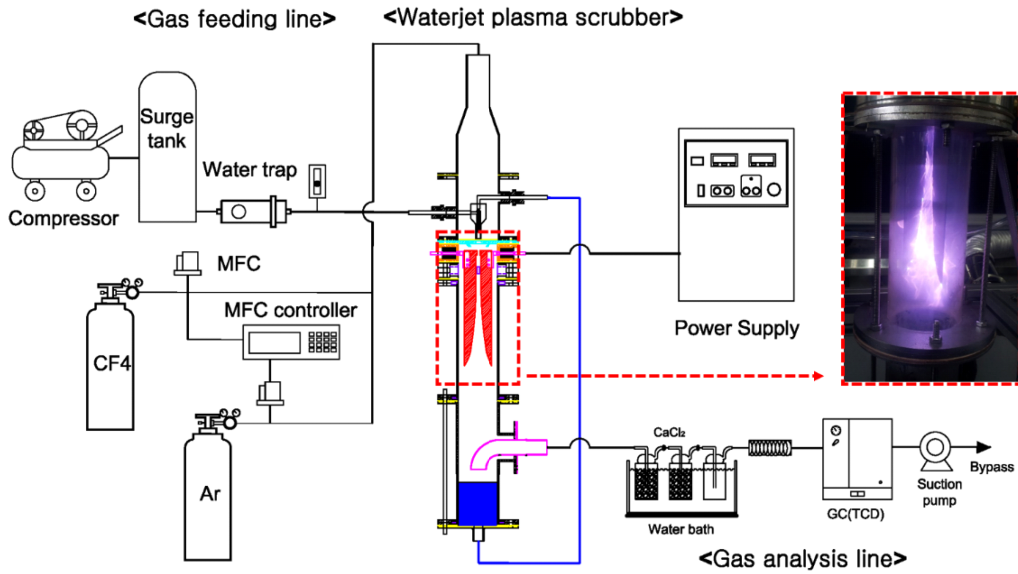 <Gas feeding line>
<Waterjet plasma scrubber>
Surge
tank
Water trap
Compressor
MFC
MFC controller
CF4
Ar
Power Supply
CaCl₂
Water bath
GC(TCD)
Suction
pump
Bypass
<Gas analysis line>